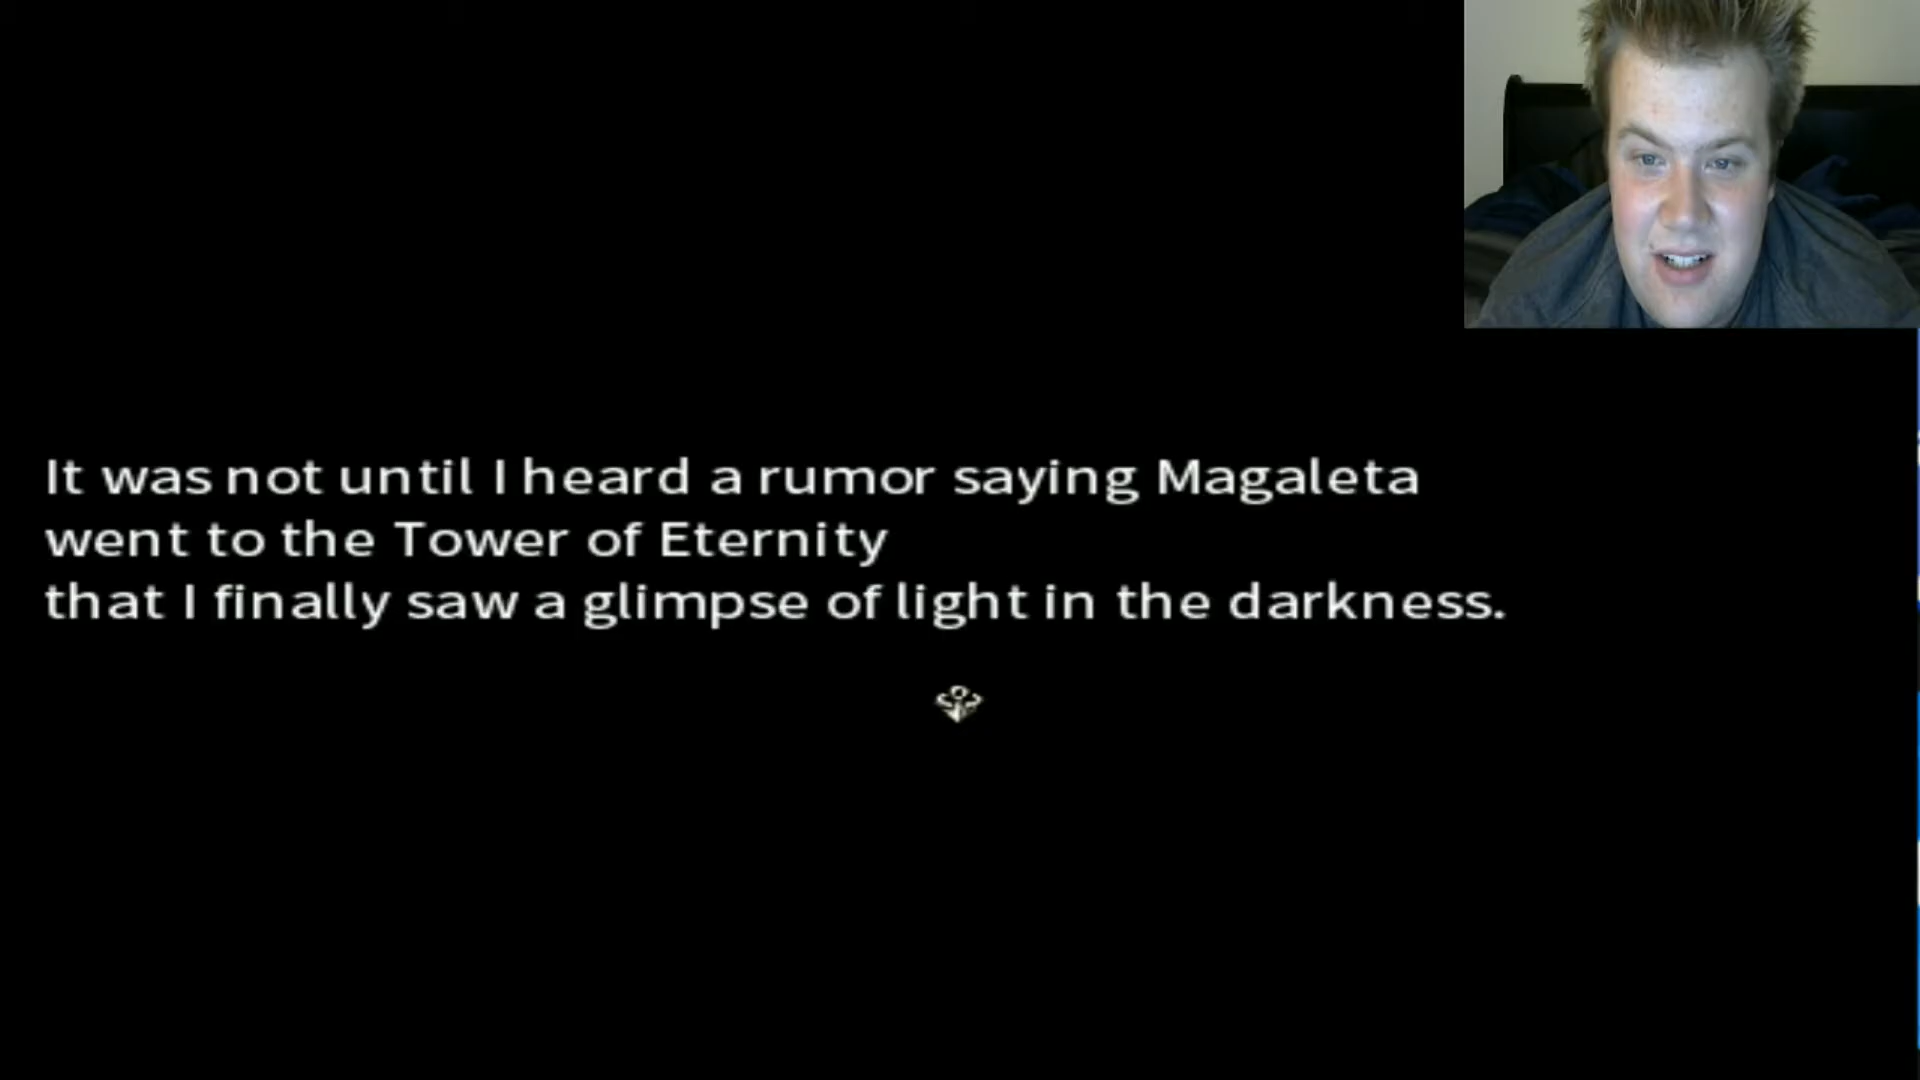 It was not until I heard a rumor saying Magaleta
went to the Tower of Eternity
that I finally saw a glimpse of light in the darkness.